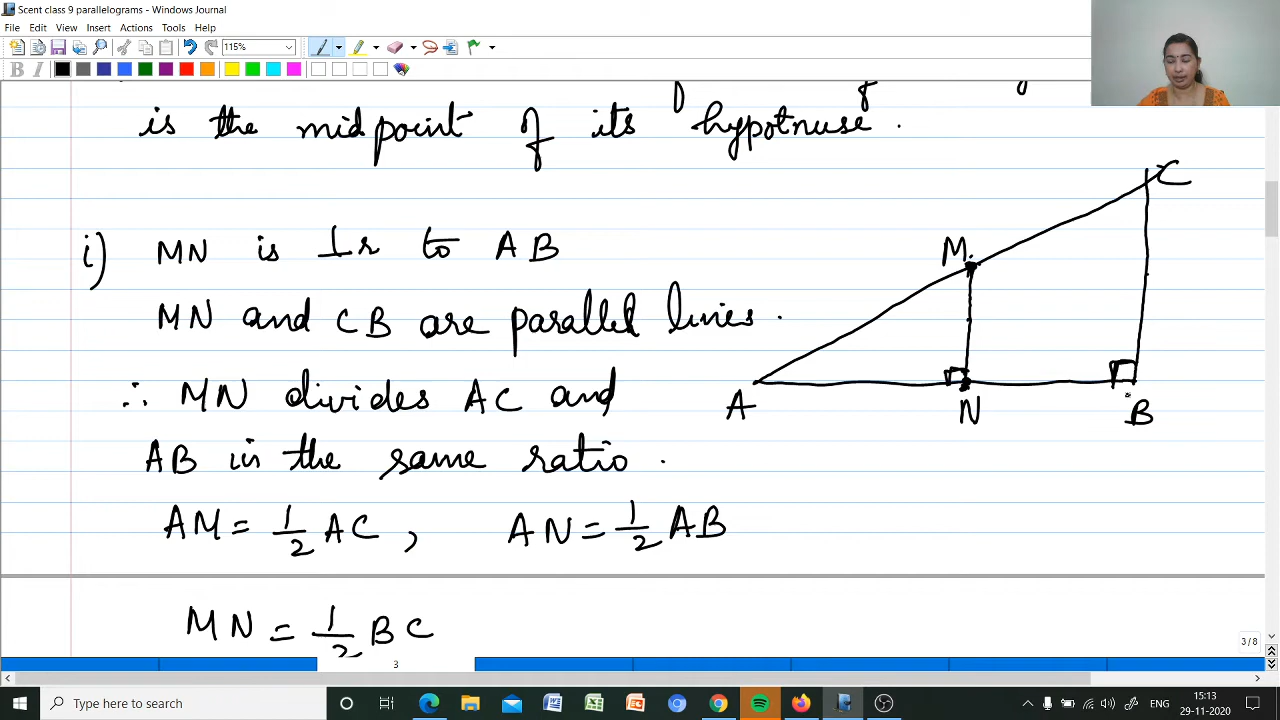 Scent class 9 parallelograms - Windows Journal
File Edit View Insert Actions Tools Help
115%
B I
is the midpoint of its hypotnuse .
C
M.
i) MN is ⊥r to AB
MN and CB are parallel lines .
∴ MN divides AC and
A N B
AB in the same ratio .
AM = 1/2 AC , AN = 1/2 AB
MN = 1/2 BC
3/8
3
Type here to search
ENG
15:13
29-11-2020